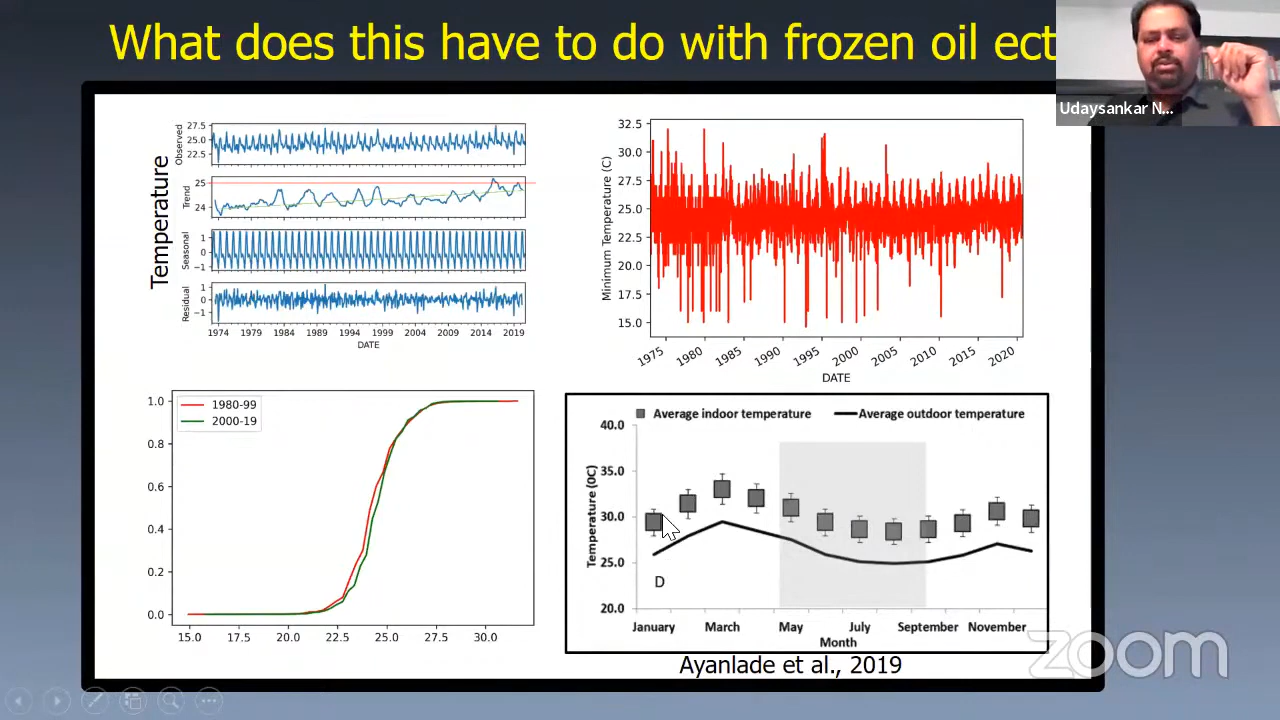 What does this have to do with frozen oil ect
Udaysankar N...
Temperature
Observed
27.5
25.0
22.5
Trend
25
24
Seasonal
1
0
−1
Residual
1
0
−1
1974 1979 1984 1989 1994 1999 2004 2009 2014 2019
DATE
Minimum Temperature (C)
32.5
30.0
27.5
25.0
22.5
20.0
17.5
15.0
1975 1980 1985 1990 1995 2000 2005 2010 2015 2020
DATE
1980-99
2000-19
1.0
0.8
0.6
0.4
0.2
0.0
15.0 17.5 20.0 22.5 25.0 27.5 30.0
Average indoor temperature Average outdoor temperature
Temperature (0C)
40.0
35.0
30.0
25.0
20.0
D
January March May July September November
Month
Ayanlade et al., 2019
zoom